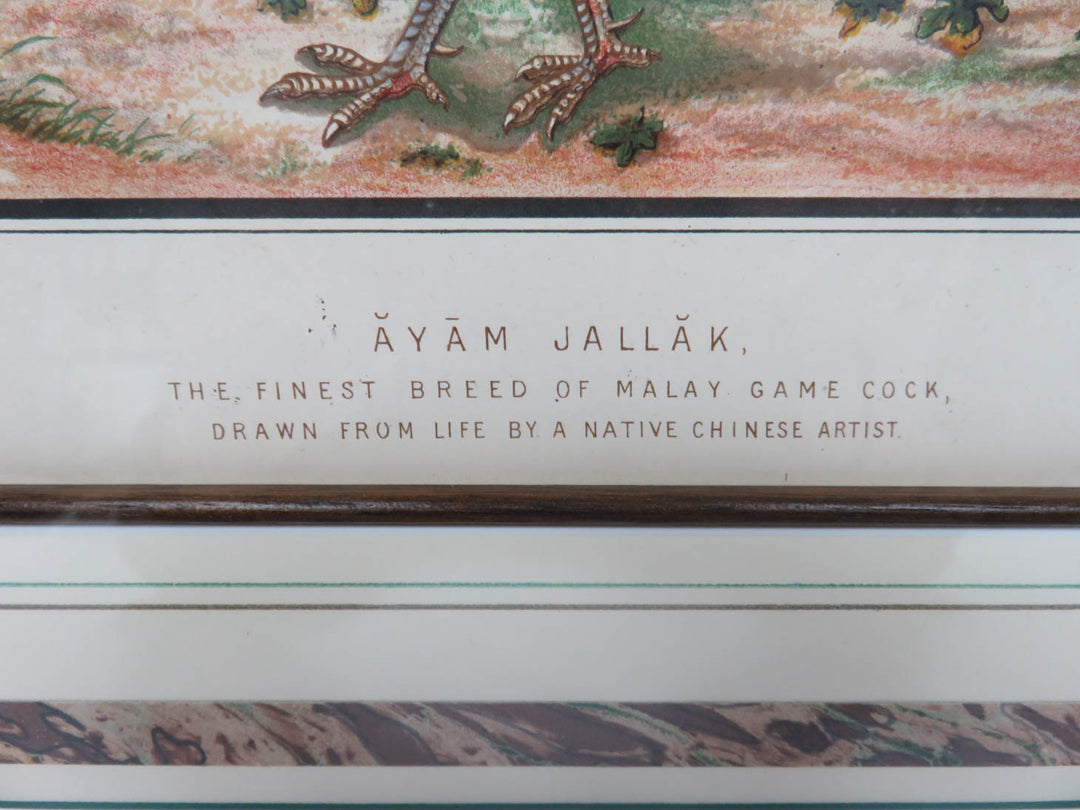 ĂYĀM JALLĂK,
THE FINEST BREED OF MALAY GAME COCK,
DRAWN FROM LIFE BY A NATIVE CHINESE ARTIST.